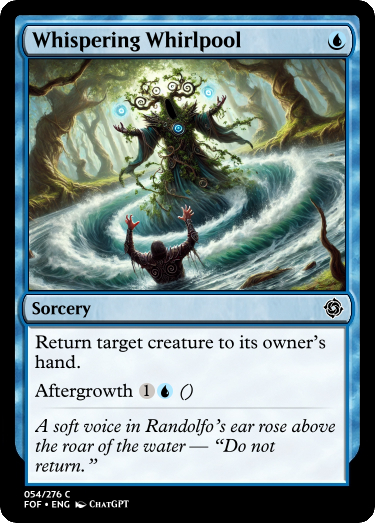 Whispering Whirlpool
Sorcery
Return target creature to its owner's
hand.
Aftergrowth 1 ()
A soft voice in Randolfo's ear rose above
the roar of the water — “Do not
return.”
054/276 C
FOF • ENG ChatGPT